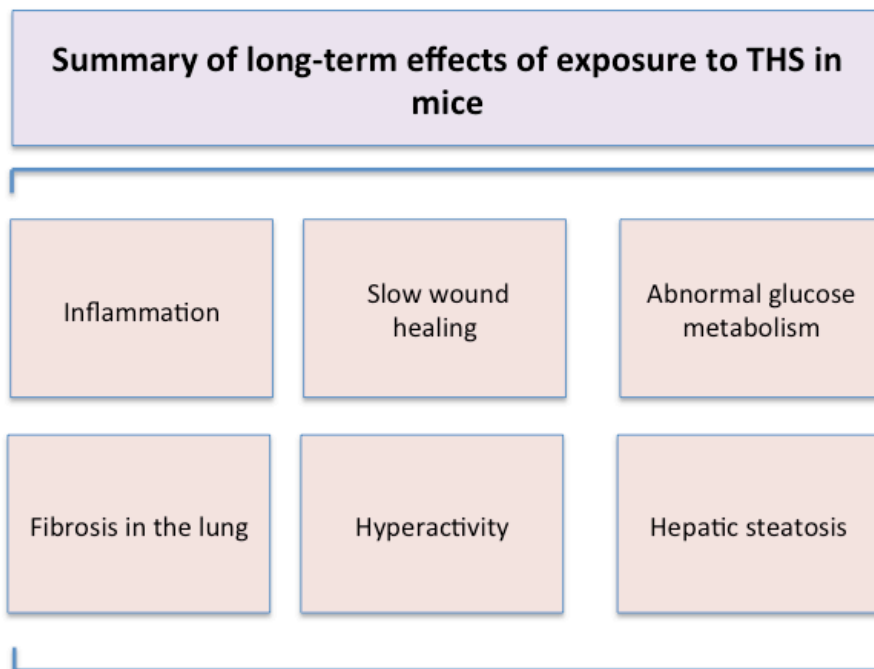 Summary of long-term effects of exposure to THS in
mice
Inflammation
Slow wound
healing
Abnormal glucose
metabolism
Fibrosis in the lung
Hyperactivity
Hepatic steatosis